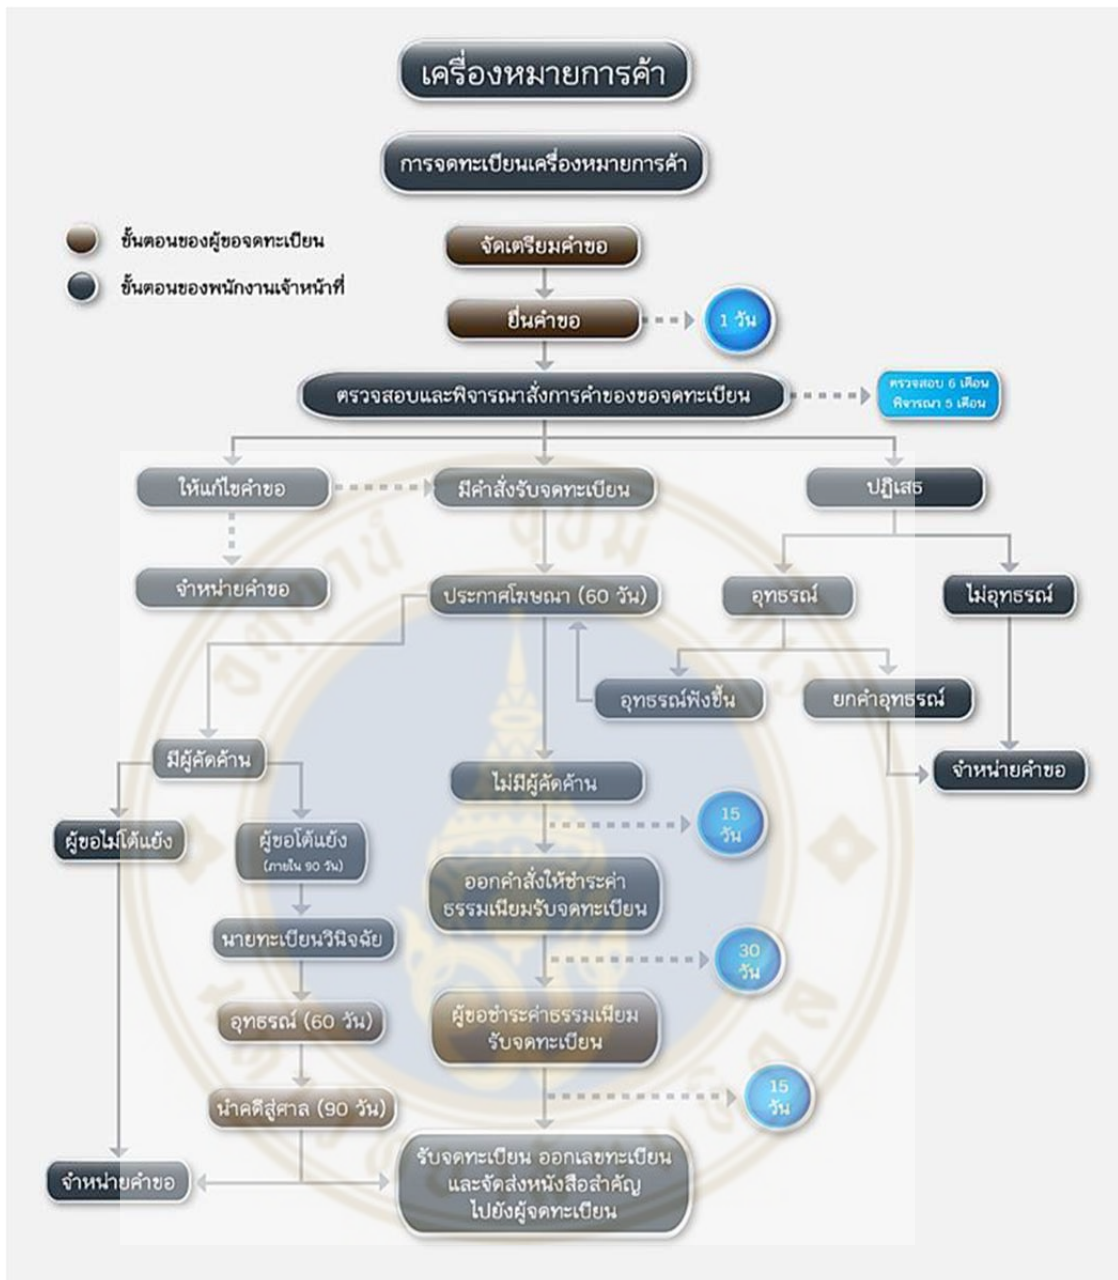 เครื่องหมายการค้า
การจดทะเบียนเครื่องหมายการค้า
ขั้นตอนของผู้ขอจดทะเบียน
ขั้นตอนของพนักงานเจ้าหน้าที่
จัดเตรียมคำขอ
ยื่นคำขอ
1 วัน
ตรวจสอบและพิจารณาสั่งการคำของขอจดทะเบียน
ตรวจสอบ 6 เดือน
พิจารณา 5 เดือน
ให้แก้ไขคำขอ
มีคำสั่งรับจดทะเบียน
ปฏิเสธ
จำหน่ายคำขอ
ประกาศโฆษณา (60 วัน)
อุทธรณ์
ไม่อุทธรณ์
อุทธรณ์ฟังขึ้น
ยกคำอุทธรณ์
มีผู้คัดค้าน
ไม่มีผู้คัดค้าน
จำหน่ายคำขอ
15
วัน
ผู้ขอไม่โต้แย้ง
ผู้ขอโต้แย้ง
(ภายใน 90 วัน)
ออกคำสั่งให้ชำระค่า
ธรรมเนียมรับจดทะเบียน
นายทะเบียนวินิจฉัย
30
วัน
อุทธรณ์ (60 วัน)
ผู้ขอชำระค่าธรรมเนียม
รับจดทะเบียน
15
วัน
นำคดีสู่ศาล (90 วัน)
จำหน่ายคำขอ
รับจดทะเบียน ออกเลขทะเบียน
และจัดส่งหนังสือสำคัญ
ไปยังผู้จดทะเบียน